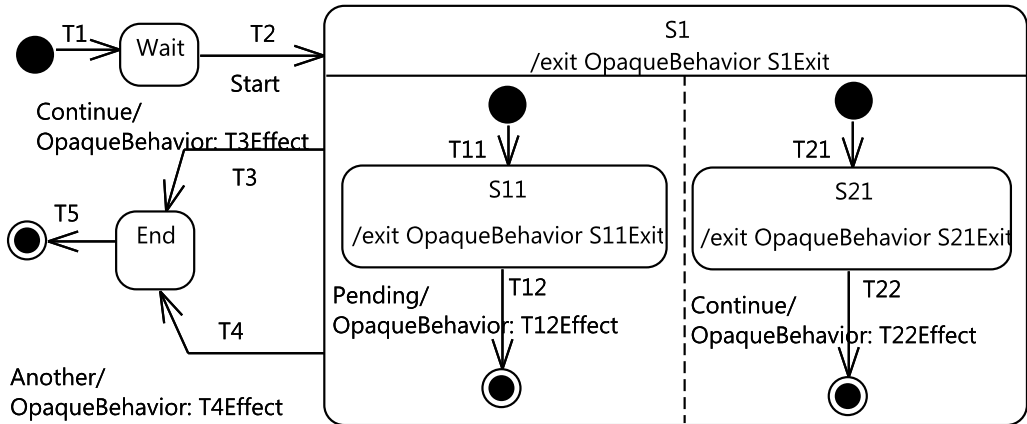 T1
Wait
T2
Start
S1
/exit OpaqueBehavior S1Exit
Continue/
OpaqueBehavior: T3Effect
T3
T11
T21
S11
/exit OpaqueBehavior S11Exit
S21
/exit OpaqueBehavior S21Exit
T5
End
T4
Another/
OpaqueBehavior: T4Effect
T12
Pending/
OpaqueBehavior: T12Effect
T22
Continue/
OpaqueBehavior: T22Effect